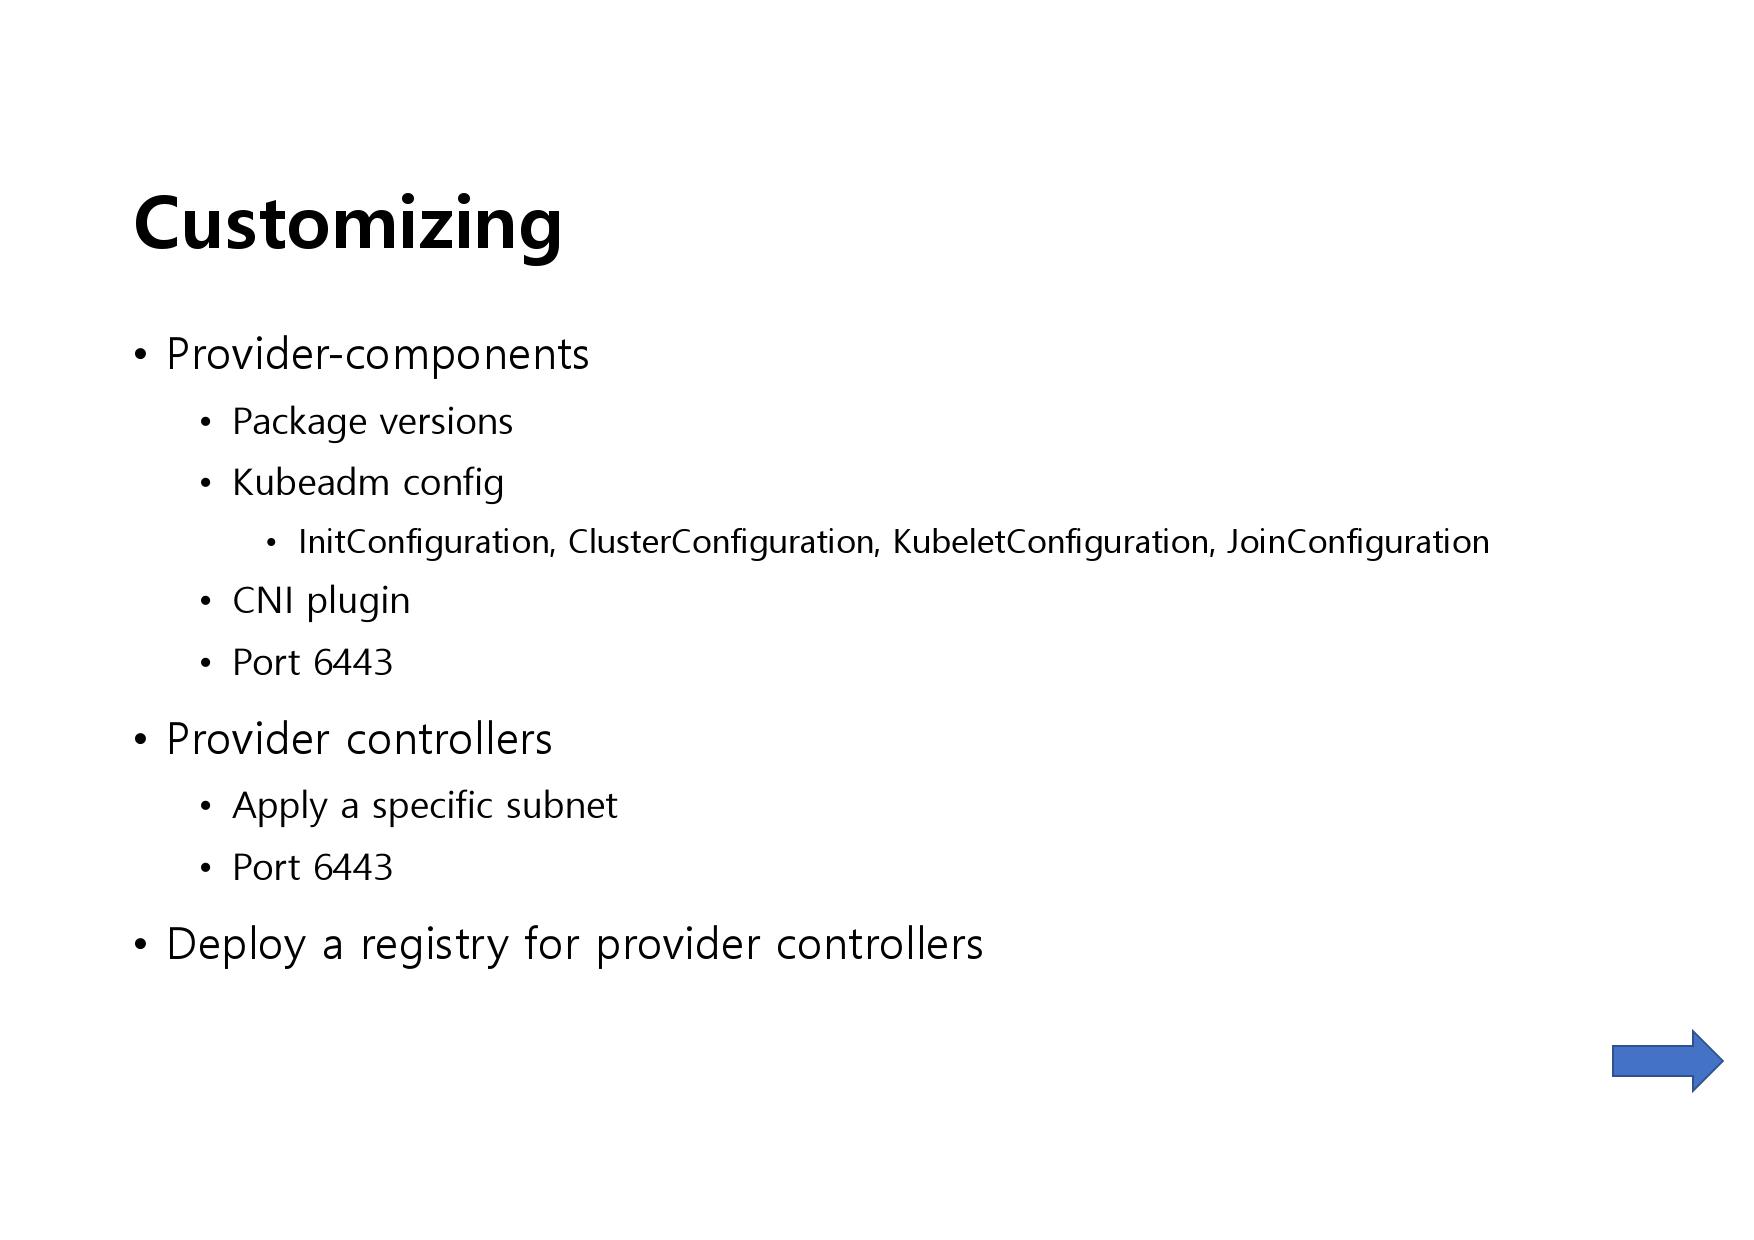 Customizing
• Provider-components
• Package versions
• Kubeadm config
• InitConfiguration, ClusterConfiguration, KubeletConfiguration, JoinConfiguration
• CNI plugin
• Port 6443
• Provider controllers
• Apply a specific subnet
• Port 6443
• Deploy a registry for provider controllers